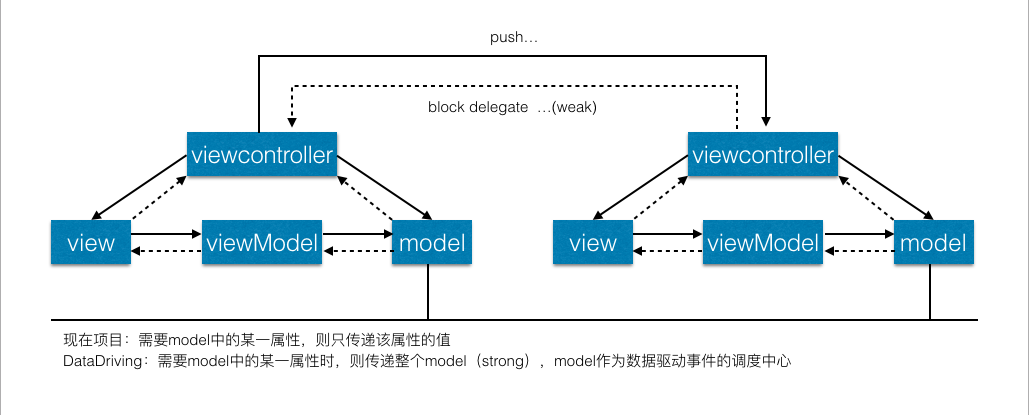 push...
block delegate ...(weak)
viewcontroller
viewcontroller
view
viewModel
model
view
viewModel
model
现在项目：需要model中的某一属性，则只传递该属性的值
DataDriving：需要model中的某一属性时，则传递整个model（strong），model作为数据驱动事件的调度中心